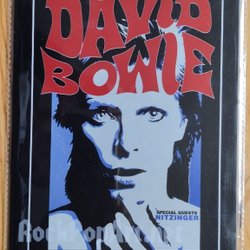 DAVID
BOWIE
SPECIAL GUESTS
NITZINGER